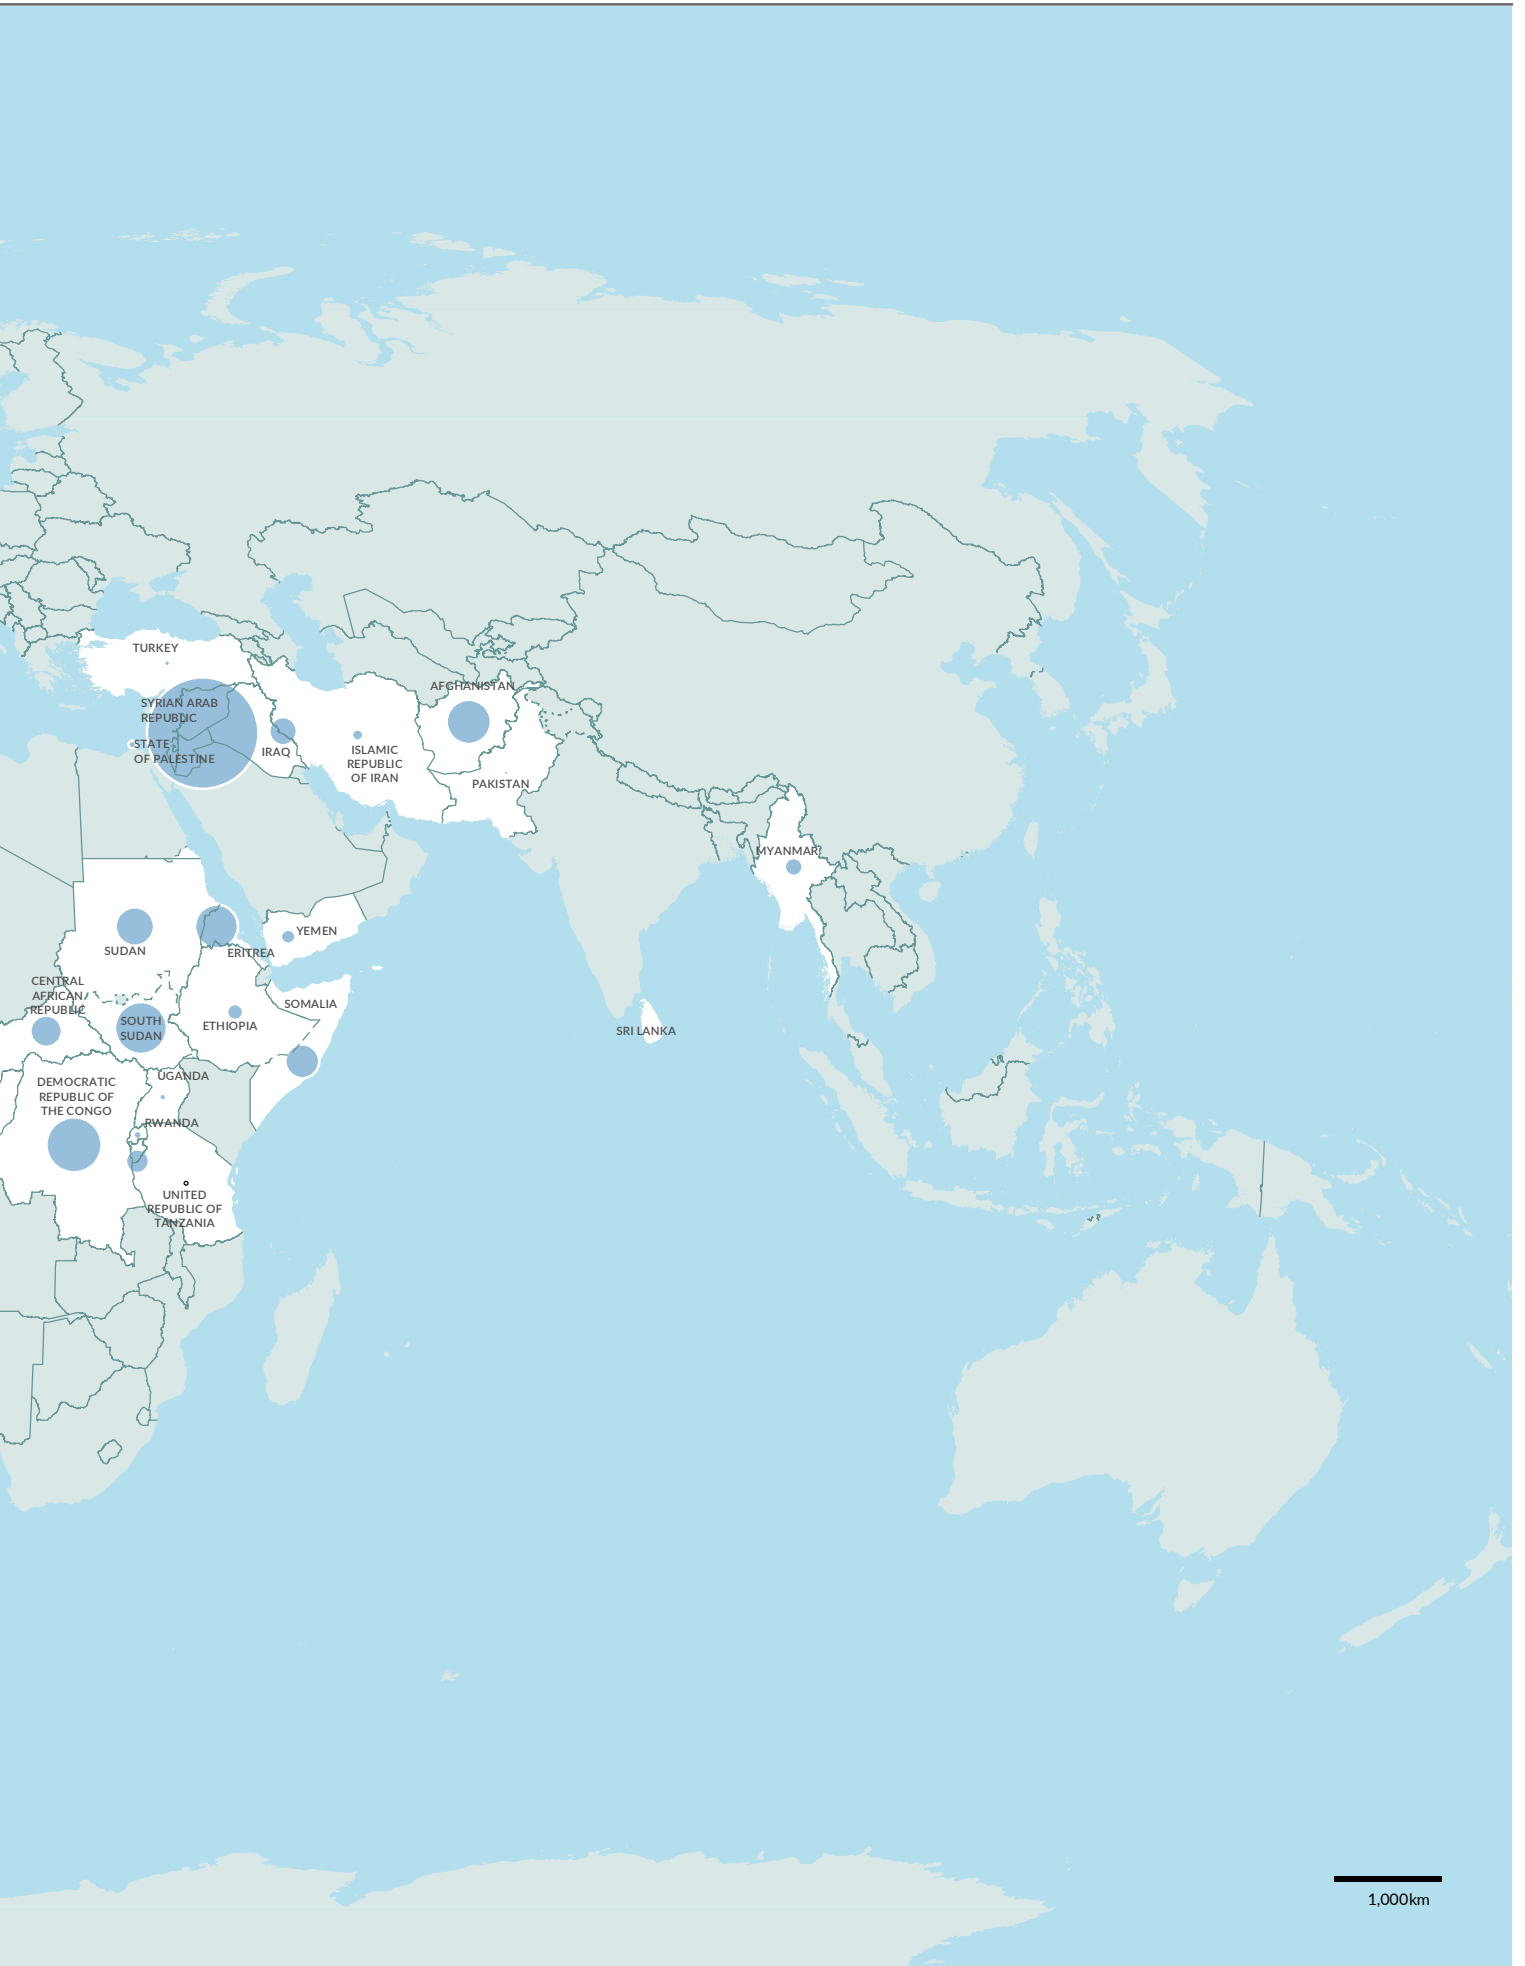 TURKEY
AFGHANISTAN
SYRIAN ARAB
REPUBLIC
STATE
OF PALESTINE
IRAQ
ISLAMIC
REPUBLIC
OF IRAN
PAKISTAN
MYANMAR
YEMEN
SUDAN
ERITREA
CENTRAL
AFRICAN
REPUBLIC
SOMALIA
SOUTH
SUDAN
ETHIOPIA
SRI LANKA
UGANDA
DEMOCRATIC
REPUBLIC OF
THE CONGO
RWANDA
UNITED
REPUBLIC OF
TANZANIA
1,000km